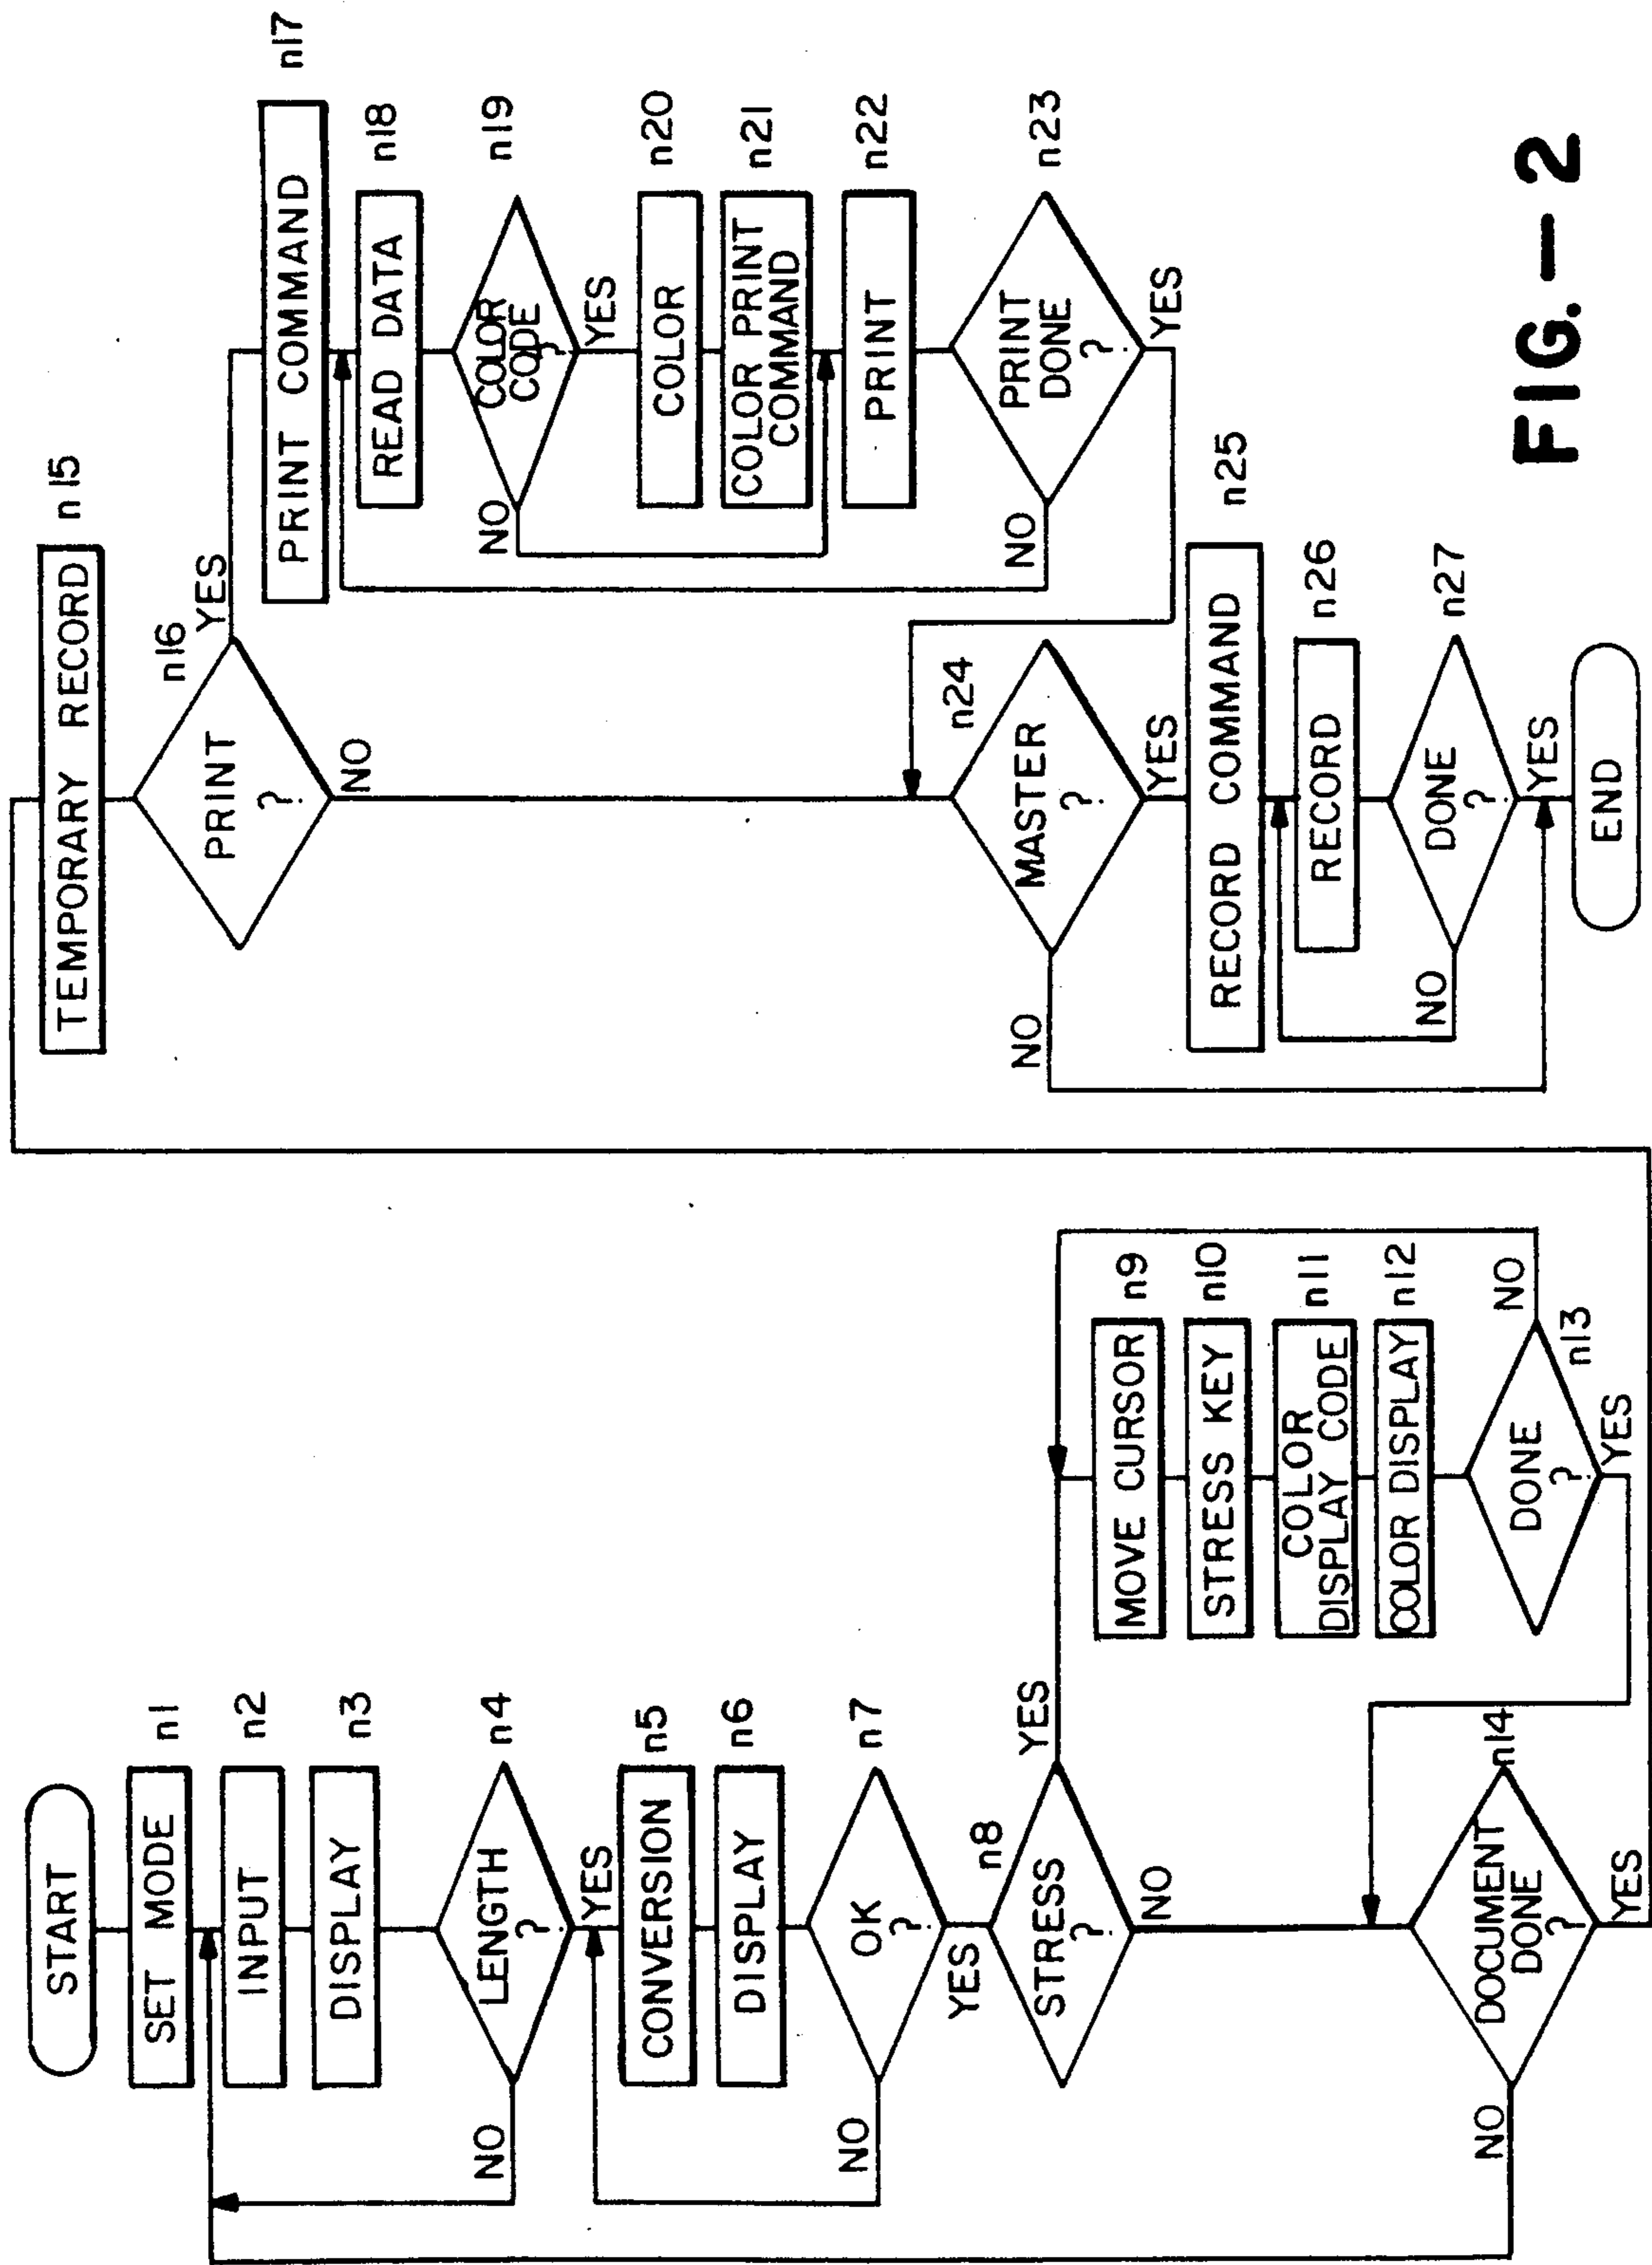 START
SET MODE n1
INPUT n2
DISPLAY n3
LENGTH n4
?
NO
YES
CONVERSION n5
DISPLAY n6
OK n7
?
NO
YES
STRESS n8
?
YES
NO
MOVE CURSOR n9
STRESS KEY n10
COLOR
DISPLAY CODE n11
COLOR DISPLAY n12
DONE n13
?
NO
YES
DOCUMENT
DONE n14
?
NO
YES
TEMPORARY RECORD n15
PRINT n16
?
YES
NO
PRINT COMMAND n17
READ DATA n18
COLOR
CODE n19
?
NO
YES
COLOR n20
COLOR PRINT
COMMAND n21
PRINT n22
PRINT
DONE n23
?
NO
YES
MASTER n24
?
NO
YES
RECORD COMMAND n25
RECORD n26
DONE n27
?
NO
YES
END
FIG.-2